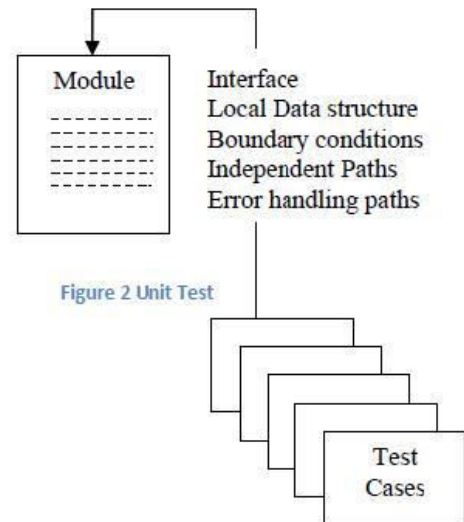 Module
Interface
Local Data structure
Boundary conditions
Independent Paths
Error handling paths
Figure 2 Unit Test
Test
Cases